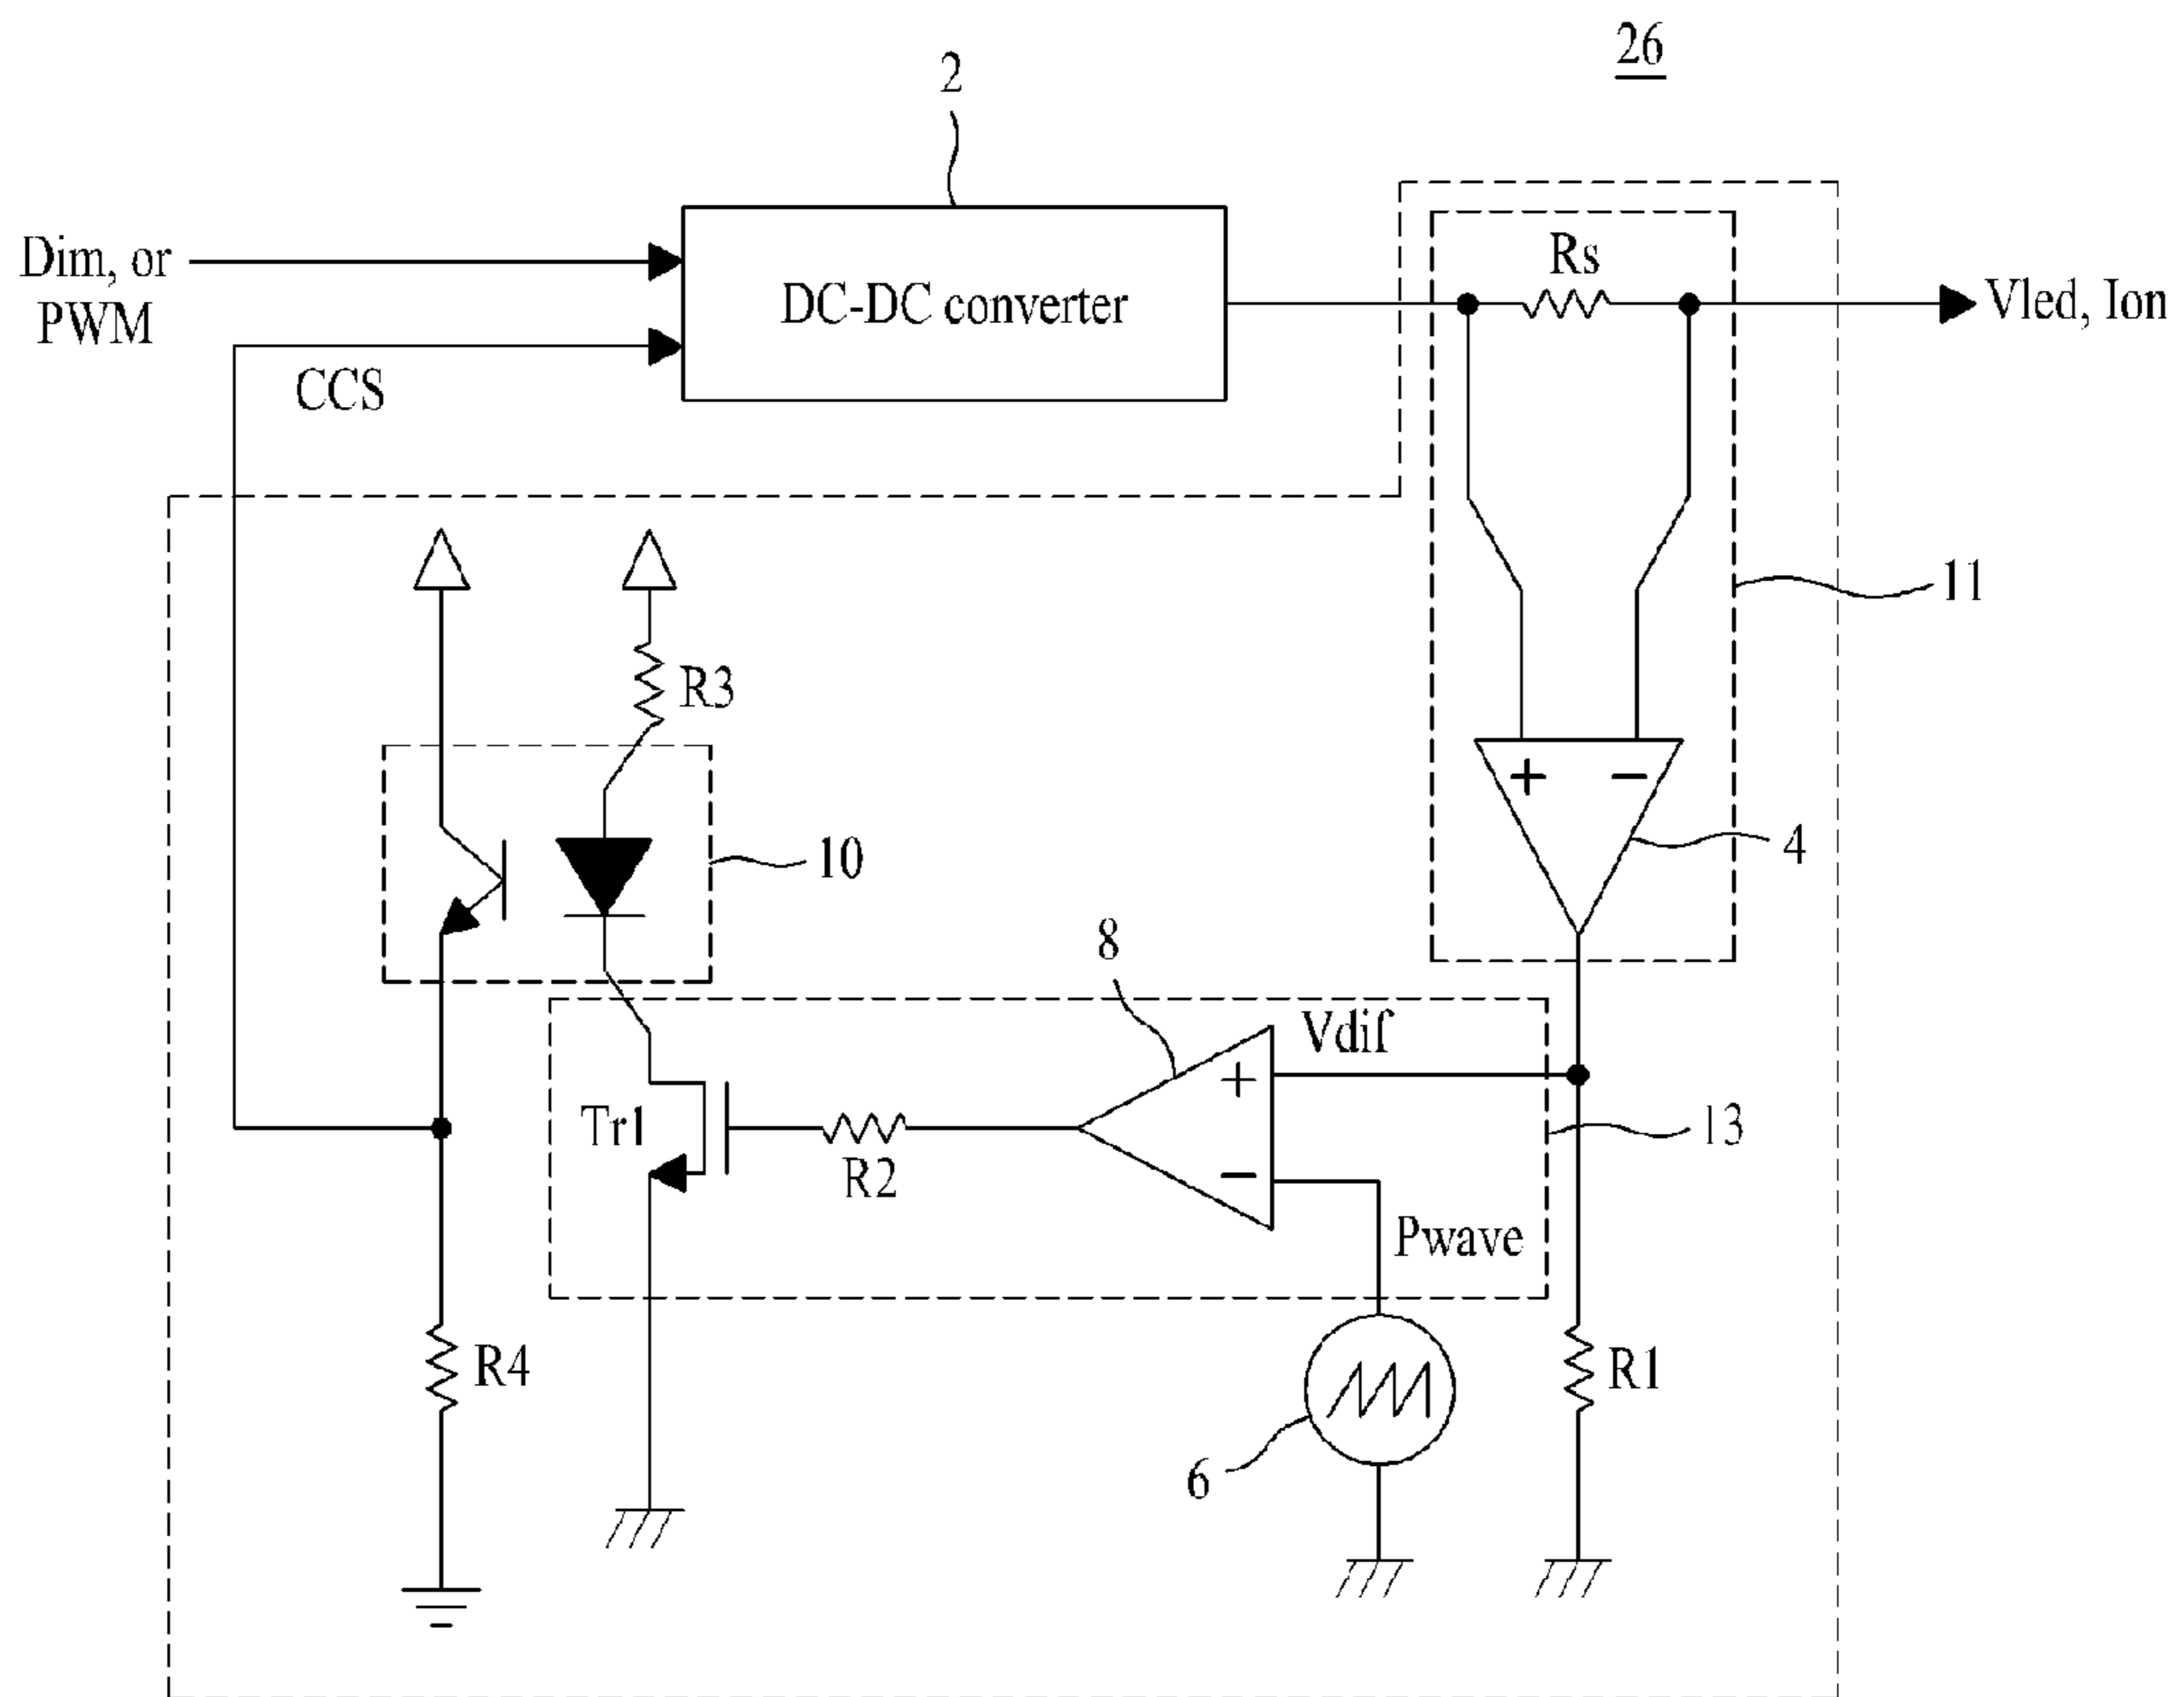 26
2
Dim, or
PWM
DC-DC converter
Rs
Vled, Ion
CCS
11
R3
+ −
4
10
8
Vdif
+
Tr1
R2
−
13
Pwave
R4
R1
6